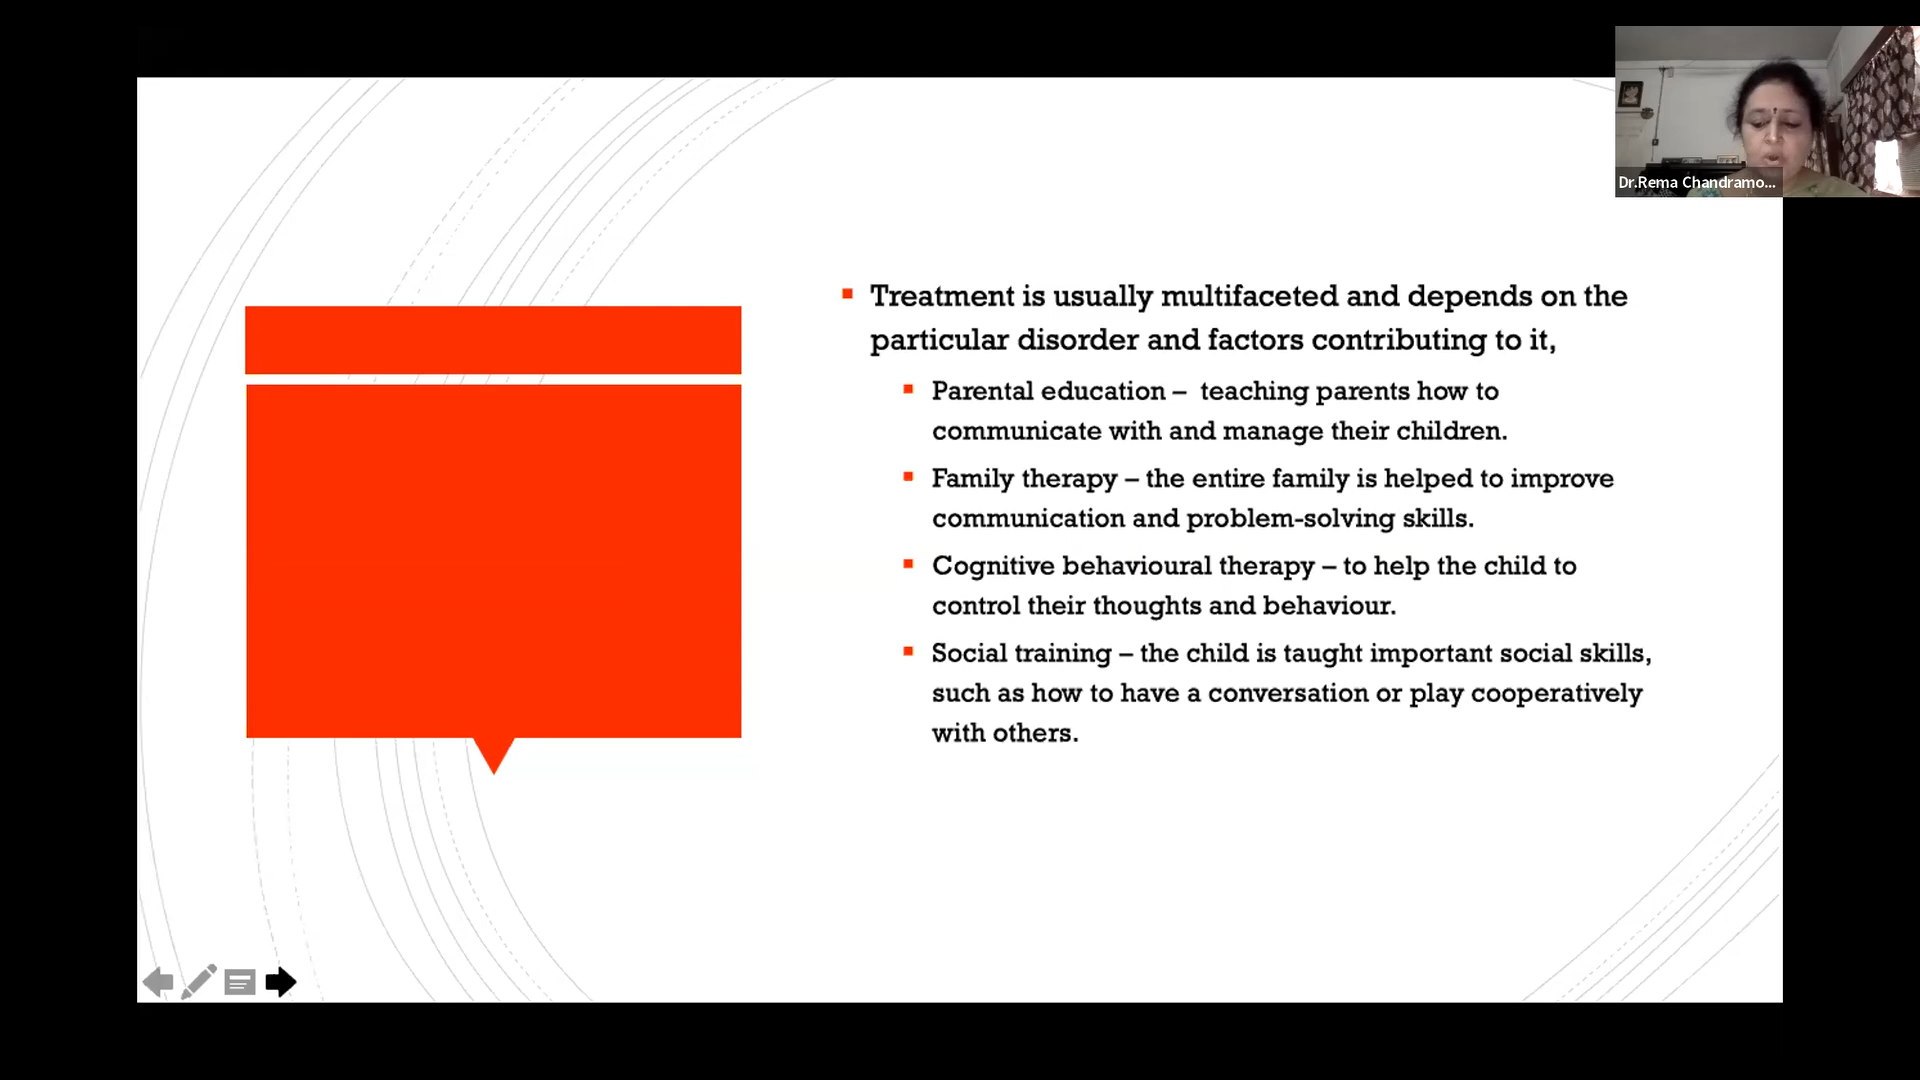 Dr.Rema Chandramo...
Treatment is usually multifaceted and depends on the
particular disorder and factors contributing to it,
Parental education – teaching parents how to
communicate with and manage their children.
Family therapy – the entire family is helped to improve
communication and problem-solving skills.
Cognitive behavioural therapy – to help the child to
control their thoughts and behaviour.
Social training – the child is taught important social skills,
such as how to have a conversation or play cooperatively
with others.